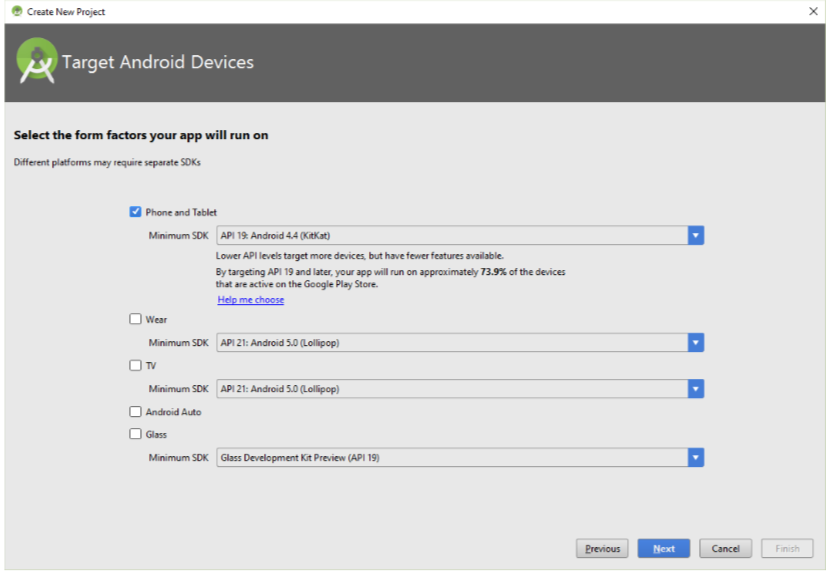 Create New Project
Target Android Devices
Select the form factors your app will run on
Different platforms may require separate SDKs
Phone and Tablet
Minimum SDK API 19: Android 4.4 (KitKat)
Lower API levels target more devices, but have fewer features available.
By targeting API 19 and later, your app will run on approximately 73.9% of the devices
that are active on the Google Play Store.
Help me choose
Wear
Minimum SDK API 21: Android 5.0 (Lollipop)
TV
Minimum SDK API 21: Android 5.0 (Lollipop)
Android Auto
Glass
Minimum SDK Glass Development Kit Preview (API 19)
Previous Next Cancel Finish